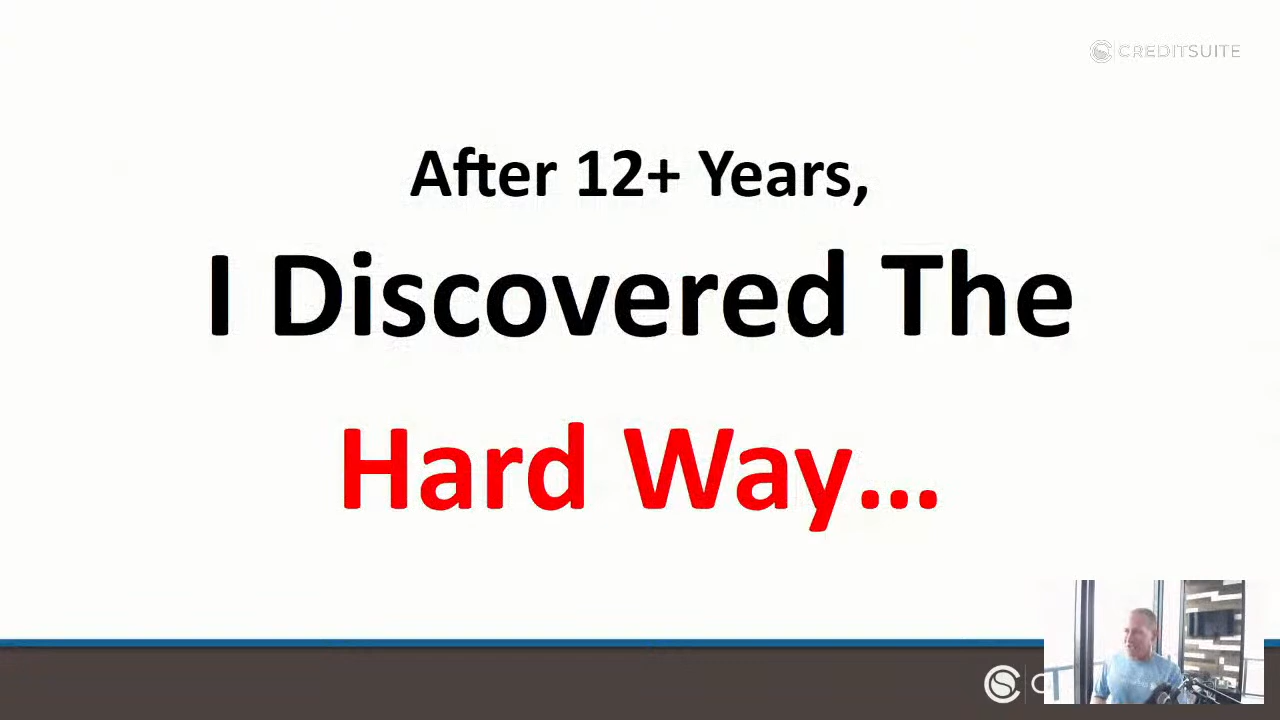 CREDITSUITE
After 12+ Years,
I Discovered The
Hard Way...